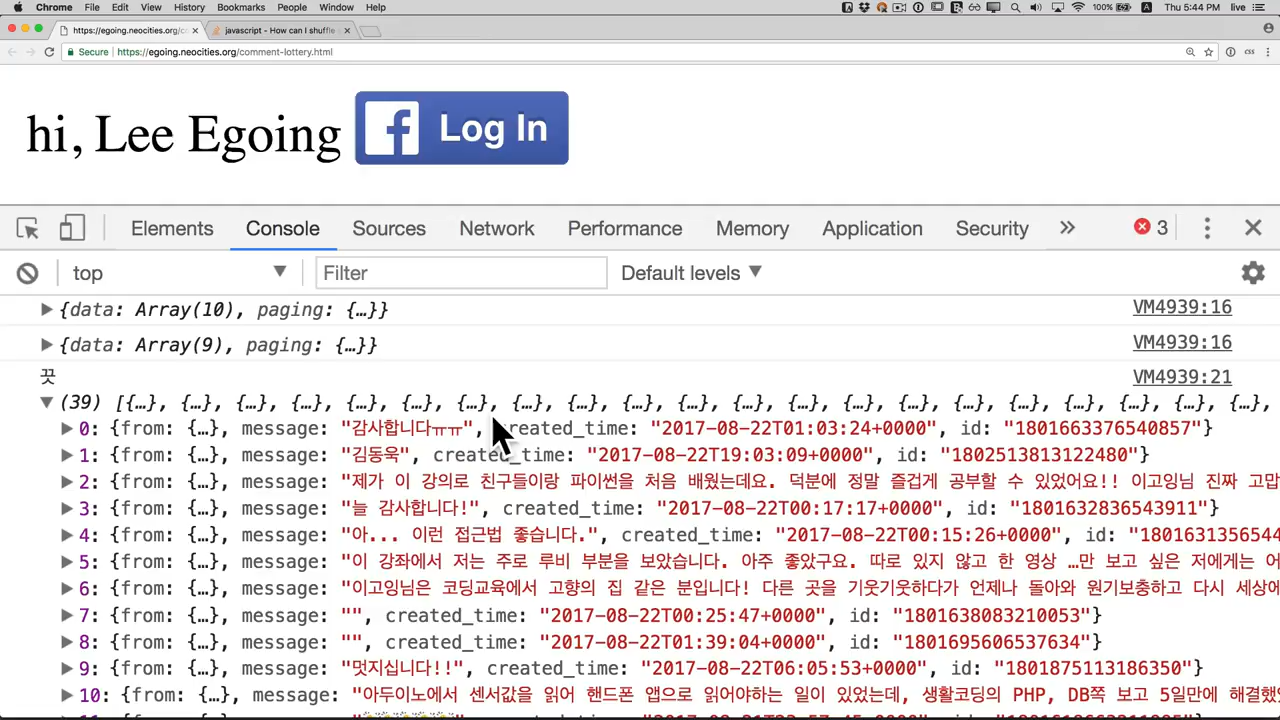 Chrome File Edit View History Bookmarks People Window Help 100% Thu 5:44 PM live
https://egoing.neocities.org/c javascript - How can I shuffle
Secure https://egoing.neocities.org/comment-lottery.html
hi, Lee Egoing f Log In
Elements Console Sources Network Performance Memory Application Security » 3
top Filter Default levels
{data: Array(10), paging: {…}} VM4939:16
{data: Array(9), paging: {…}} VM4939:16
끗 VM4939:21
(39) [{…}, {…}, {…}, {…}, {…}, {…}, {…}, {…}, {…}, {…}, {…}, {…}, {…}, {…}, {…}, {…}, {…}, {…}, {…}, {…}, {…},
0: {from: {…}, message: "감사합니다ㅠㅠ", created_time: "2017-08-22T01:03:24+0000", id: "1801663376540857"}
1: {from: {…}, message: "김동욱", created_time: "2017-08-22T19:03:09+0000", id: "1802513813122480"}
2: {from: {…}, message: "제가 이 강의로 친구들이랑 파이썬을 처음 배웠는데요. 덕분에 정말 즐겁게 공부할 수 있었어요!! 이고잉님 진짜 고맙
3: {from: {…}, message: "늘 감사합니다!", created_time: "2017-08-22T00:17:17+0000", id: "1801632836543911"}
4: {from: {…}, message: "아... 이런 접근법 좋습니다.", created_time: "2017-08-22T00:15:26+0000", id: "180163135654
5: {from: {…}, message: "이 강좌에서 저는 주로 루비 부분을 보았습니다. 아주 좋았구요. 따로 있지 않고 한 영상 …만 보고 싶은 저에게는 어
6: {from: {…}, message: "이고잉님은 코딩교육에서 고향의 집 같은 분입니다! 다른 곳을 기웃기웃하다가 언제나 돌아와 원기보충하고 다시 세상에
7: {from: {…}, message: "", created_time: "2017-08-22T00:25:47+0000", id: "1801638083210053"}
8: {from: {…}, message: "", created_time: "2017-08-22T01:39:04+0000", id: "1801695606537634"}
9: {from: {…}, message: "멋지십니다!!", created_time: "2017-08-22T06:05:53+0000", id: "1801875113186350"}
10: {from: {…}, message: "아두이노에서 센서값을 읽어 핸드폰 앱으로 읽어야하는 일이 있었는데, 생활코딩의 PHP, DB쪽 보고 5일만에 해결했